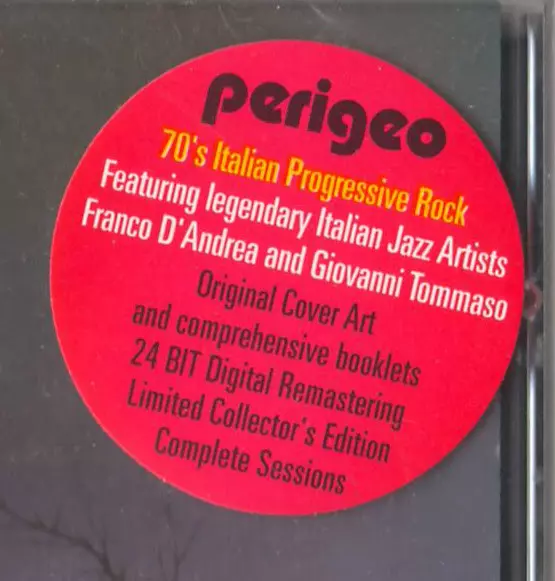 perigeo
70's Italian Progressive Rock
Featuring legendary Italian Jazz Artists
Franco D'Andrea and Giovanni Tommaso
Original Cover Art
and comprehensive booklets
24 BIT Digital Remastering
Limited Collector's Edition
Complete Sessions